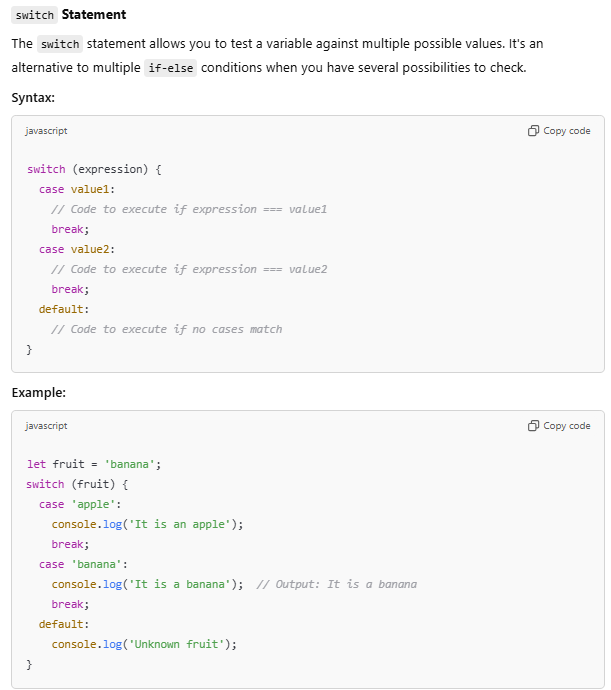 switch Statement
The switch statement allows you to test a variable against multiple possible values. It's an
alternative to multiple if-else conditions when you have several possibilities to check.
Syntax:
javascript Copy code
switch (expression) {
  case value1:
    // Code to execute if expression === value1
    break;
  case value2:
    // Code to execute if expression === value2
    break;
  default:
    // Code to execute if no cases match
}
Example:
javascript Copy code
let fruit = 'banana';
switch (fruit) {
  case 'apple':
    console.log('It is an apple');
    break;
  case 'banana':
    console.log('It is a banana');  // Output: It is a banana
    break;
  default:
    console.log('Unknown fruit');
}